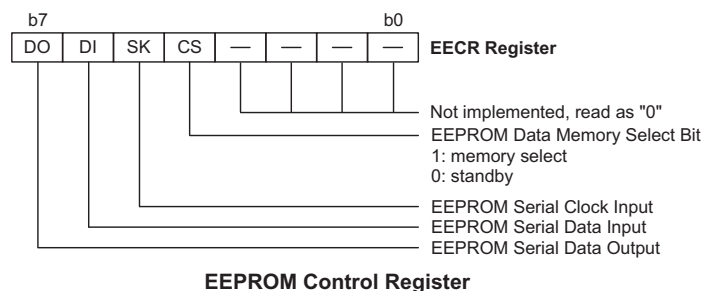 b7 b0
DO DI SK CS — — — — EECR Register
Not implemented, read as "0"
EEPROM Data Memory Select Bit
1: memory select
0: standby
EEPROM Serial Clock Input
EEPROM Serial Data Input
EEPROM Serial Data Output
EEPROM Control Register